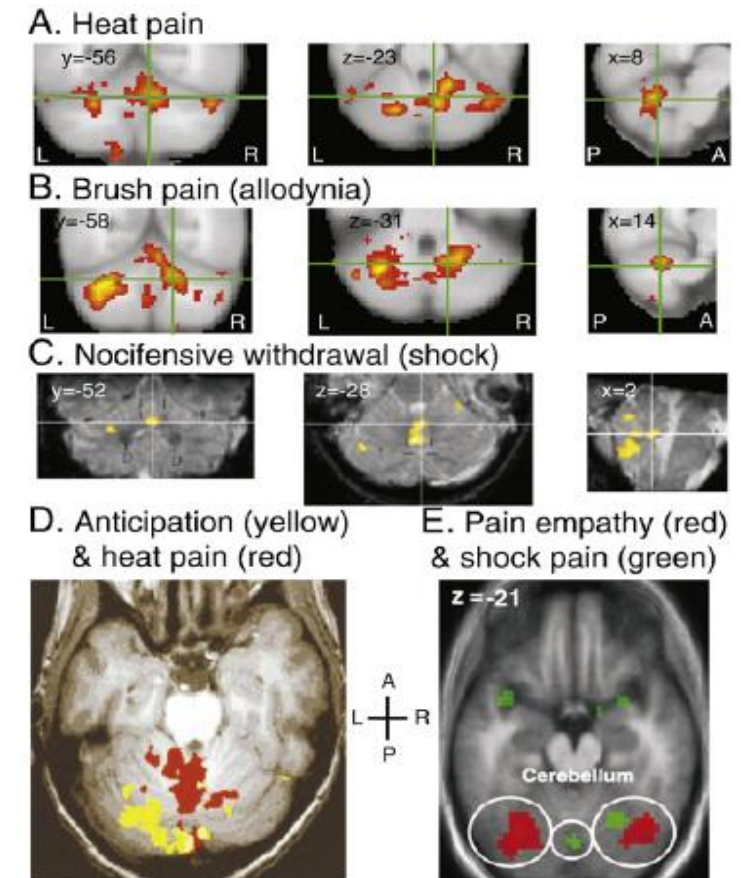 A. Heat pain
y=-56
z=-23
x=8
L R
L R
P A
B. Brush pain (allodynia)
y=-58
z=-31
x=14
L R
L R
P A
C. Nocifensive withdrawal (shock)
y=-52
z=-28
x=2
D. Anticipation (yellow)
& heat pain (red)
E. Pain empathy (red)
& shock pain (green)
z =-21
A
L R
P
Cerebellum